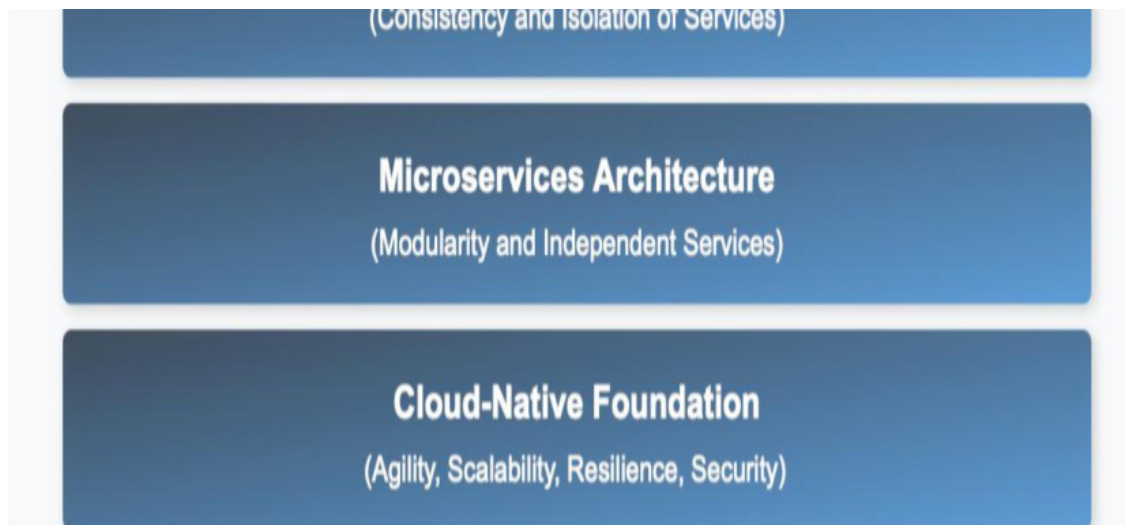 (Consistency and Isolation of Services)
Microservices Architecture
(Modularity and Independent Services)
Cloud-Native Foundation
(Agility, Scalability, Resilience, Security)